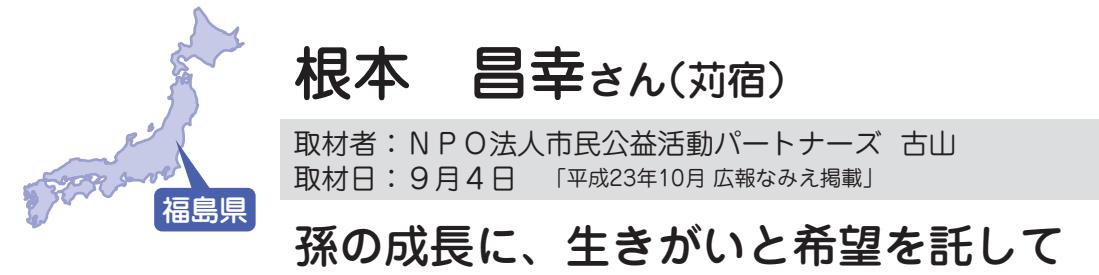 根本　昌幸さん（苅宿）
取材者：ＮＰＯ法人市民公益活動パートナーズ 古山
取材日：９月４日 「平成23年10月 広報なみえ掲載」
福島県
孫の成長に、生きがいと希望を託して